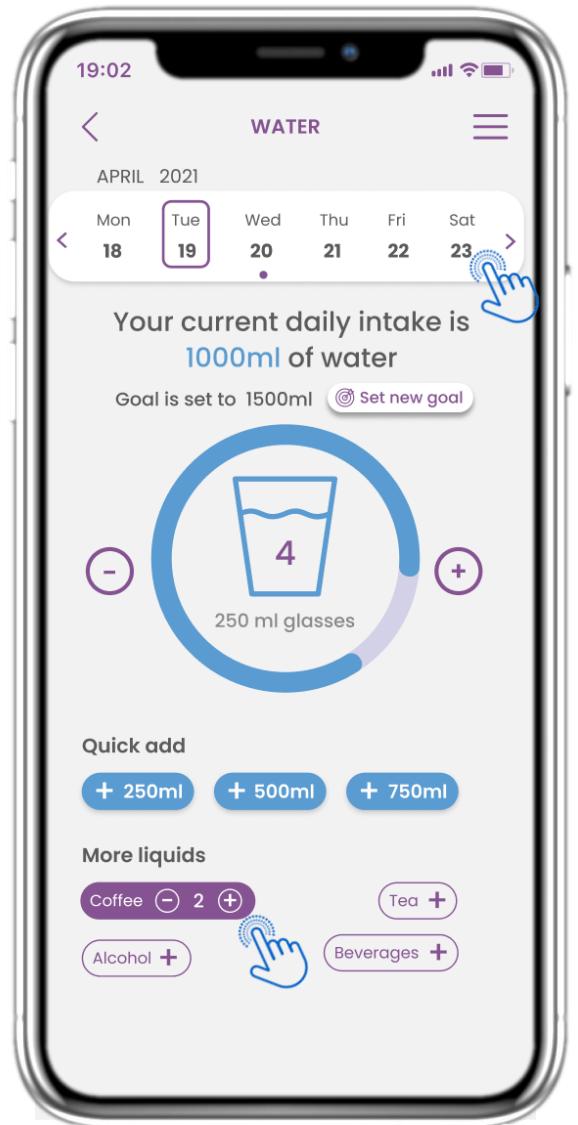 19:02
WATER
APRIL 2021
< Mon Tue Wed Thu Fri Sat >
18 19 20 21 22 23
Your current daily intake is
1000ml of water
Goal is set to 1500ml Set new goal
4
- +
250 ml glasses
Quick add
+ 250ml + 500ml + 750ml
More liquids
Coffee - 2 + Tea +
Alcohol + Beverages +